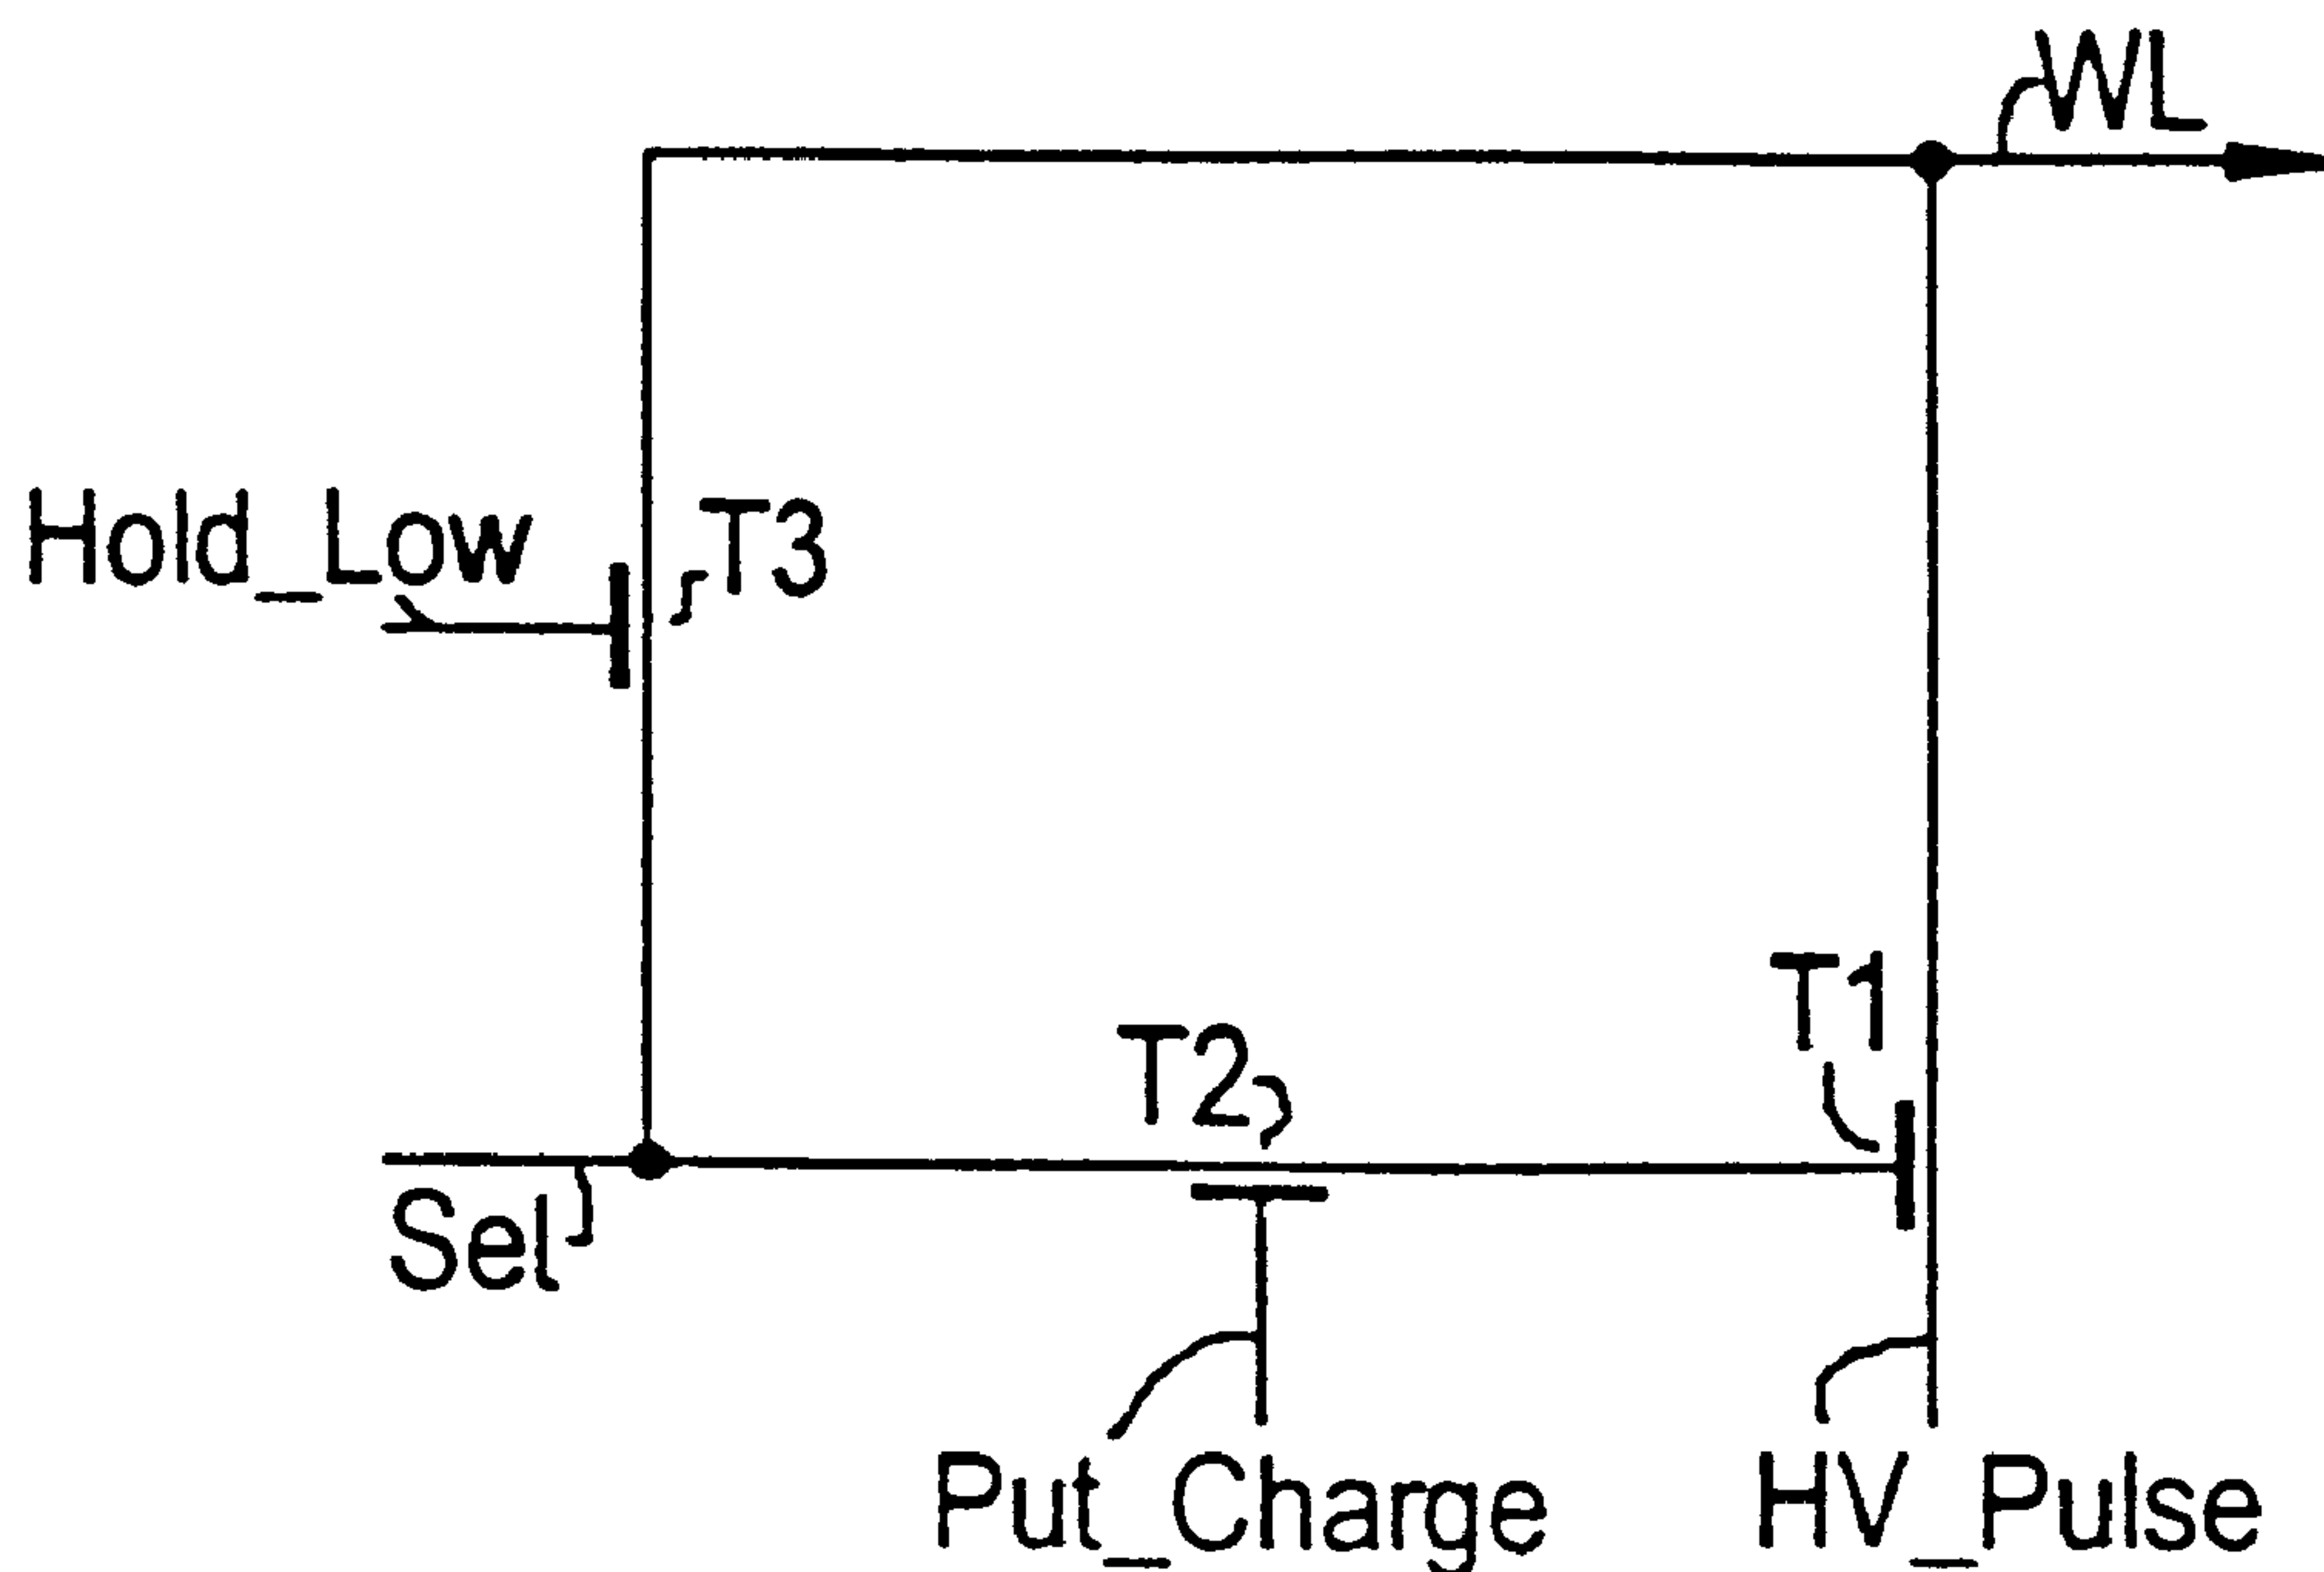 WL
Hold_Low
T3
T1
T2
Sel
Put_Charge
HV_Pulse